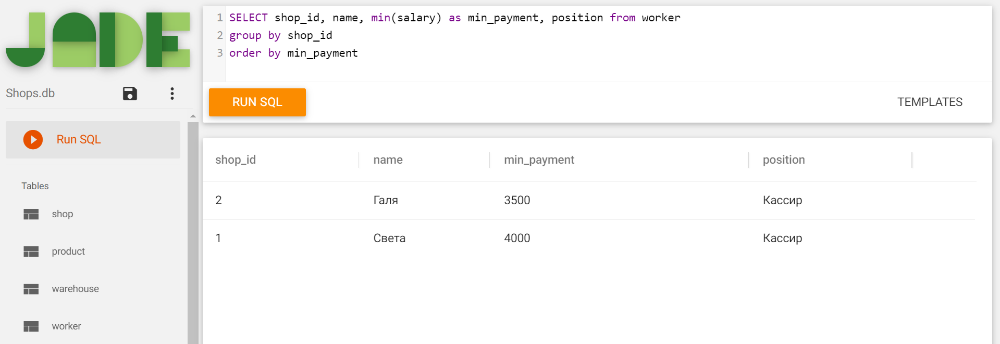 JADE
Shops.db
Run SQL
Tables
shop
product
warehouse
worker
1 SELECT shop_id, name, min(salary) as min_payment, position from worker
2 group by shop_id
3 order by min_payment
RUN SQL
TEMPLATES
shop_id name min_payment position
2 Галя 3500 Кассир
1 Света 4000 Кассир